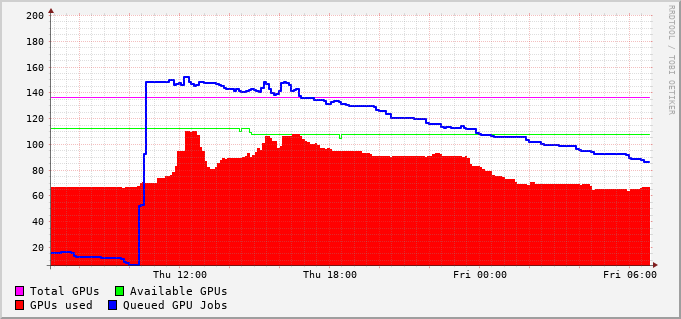 200
180
160
140
120
100
80
60
40
20
Thu 12:00 Thu 18:00 Fri 00:00 Fri 06:00
Total GPUs Available GPUs
GPUs used Queued GPU Jobs
RRDTOOL / TOBI OETIKER